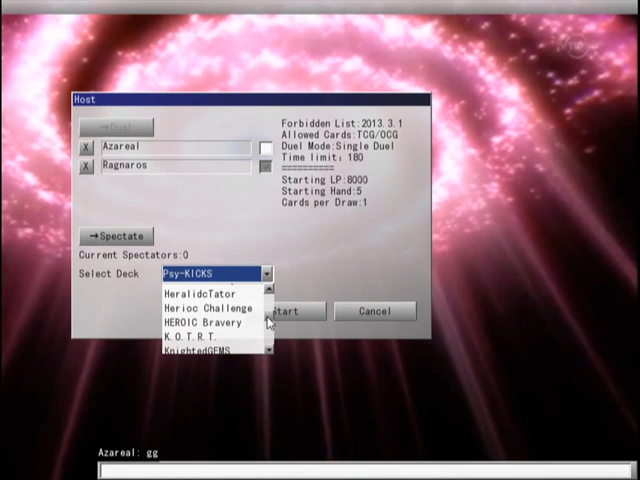 Host
→Duel
Forbidden List:2013.3.1
Allowed Cards:TCG/OCG
Duel Mode:Single Duel
Time limit: 180
==========
Starting LP:8000
Starting Hand:5
Cards per Draw:1
X Azareal
X Ragnaros
→Spectate
Current Spectators:0
Select Deck Psy-KICKS
HeralidcTator
Herioc Challenge
HEROIC Bravery
K.O.T.R.T.
KnightedGEMS
Start
Cancel
Azareal: gg